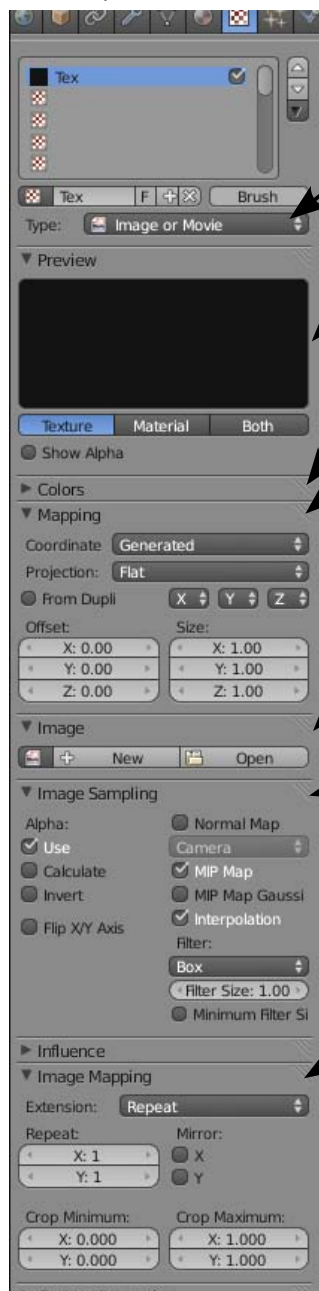 Tex
Tex F Brush
Type: Image or Movie
Preview
Texture Material Both
Show Alpha
Colors
Mapping
Coordinate Generated
Projection: Flat
From Dupli X Y Z
Offset: Size:
X: 0.00 X: 1.00
Y: 0.00 Y: 1.00
Z: 0.00 Z: 1.00
Image
New Open
Image Sampling
Alpha: Normal Map
Use Camera
Calculate MIP Map
Invert MIP Map Gaussi
Flip X/Y Axis Interpolation
Filter:
Box
Filter Size: 1.00
Minimum Filter Si
Influence
Image Mapping
Extension: Repeat
Repeat: Mirror:
X: 1 X
Y: 1 Y
Crop Minimum: Crop Maximum:
X: 0.000 X: 1.000
Y: 0.000 Y: 1.000